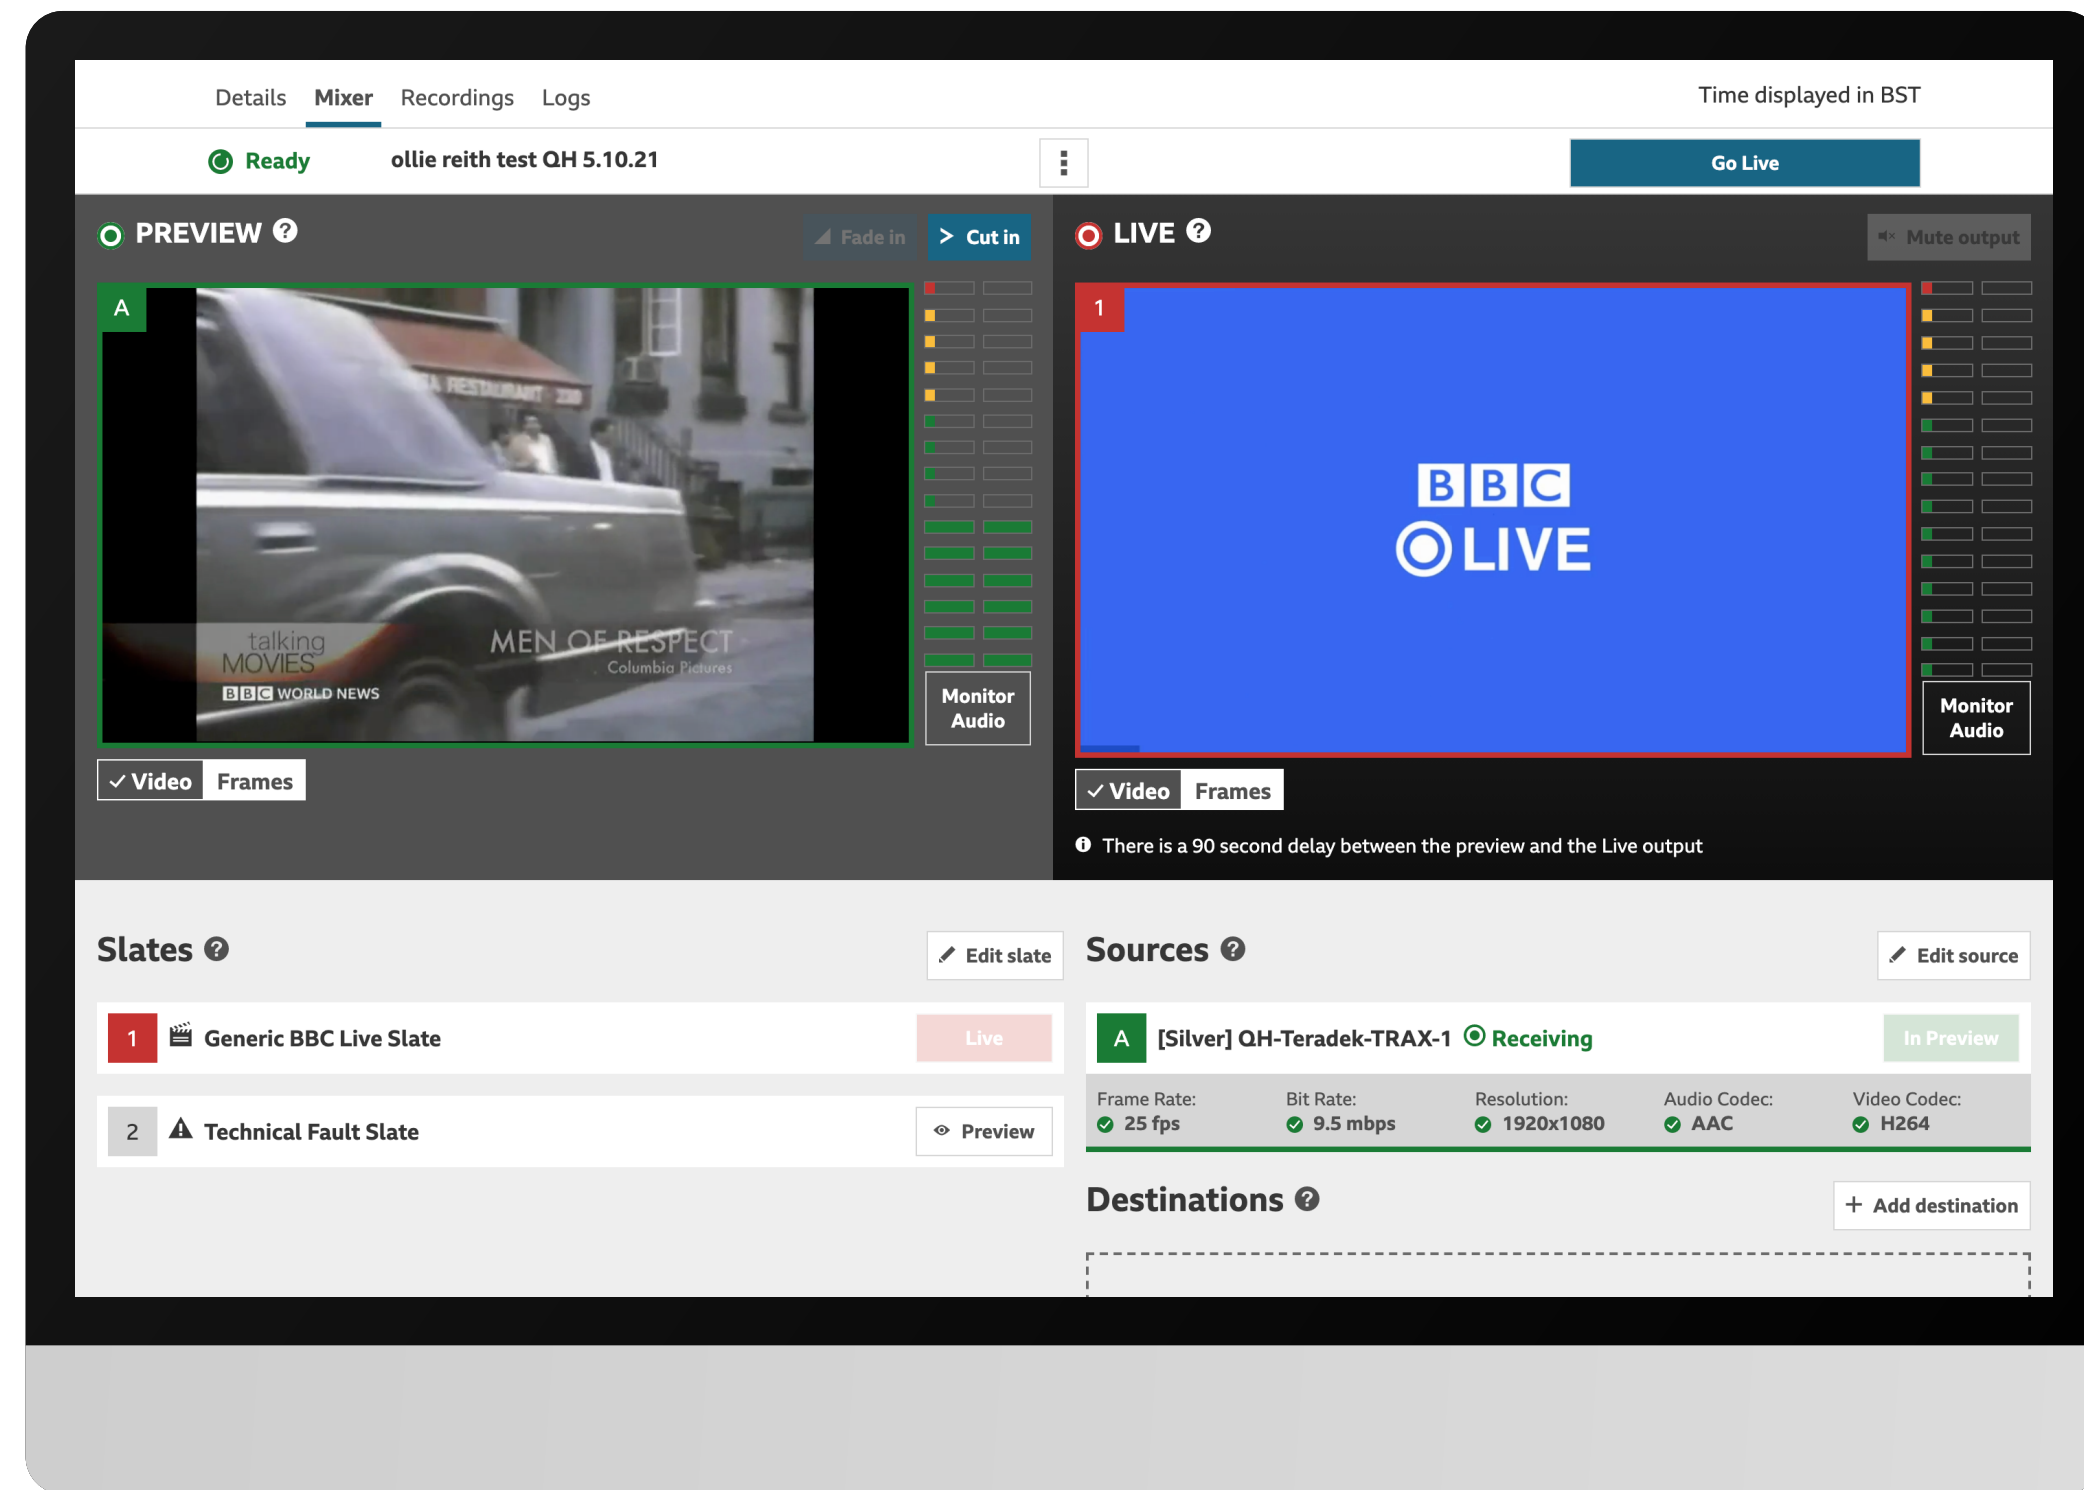 Details Mixer Recordings Logs
Time displayed in BST
Ready
ollie reith test QH 5.10.21
Go Live
PREVIEW ?
Fade in
> Cut in
A
RESTAURANT
talking
MOVIES
BBC WORLD NEWS
MEN OF RESPECT
Columbia Pictures
Monitor
Audio
Video Frames
LIVE ?
Mute output
1
BBC
LIVE
Monitor
Audio
Video Frames
There is a 90 second delay between the preview and the Live output
Slates ?
Edit slate
1 Generic BBC Live Slate Live
2 Technical Fault Slate Preview
Sources ?
Edit source
A [Silver] QH-Teradek-TRAX-1 Receiving In Preview
Frame Rate: Bit Rate: Resolution: Audio Codec: Video Codec:
25 fps 9.5 mbps 1920x1080 AAC H264
Destinations ?
+ Add destination